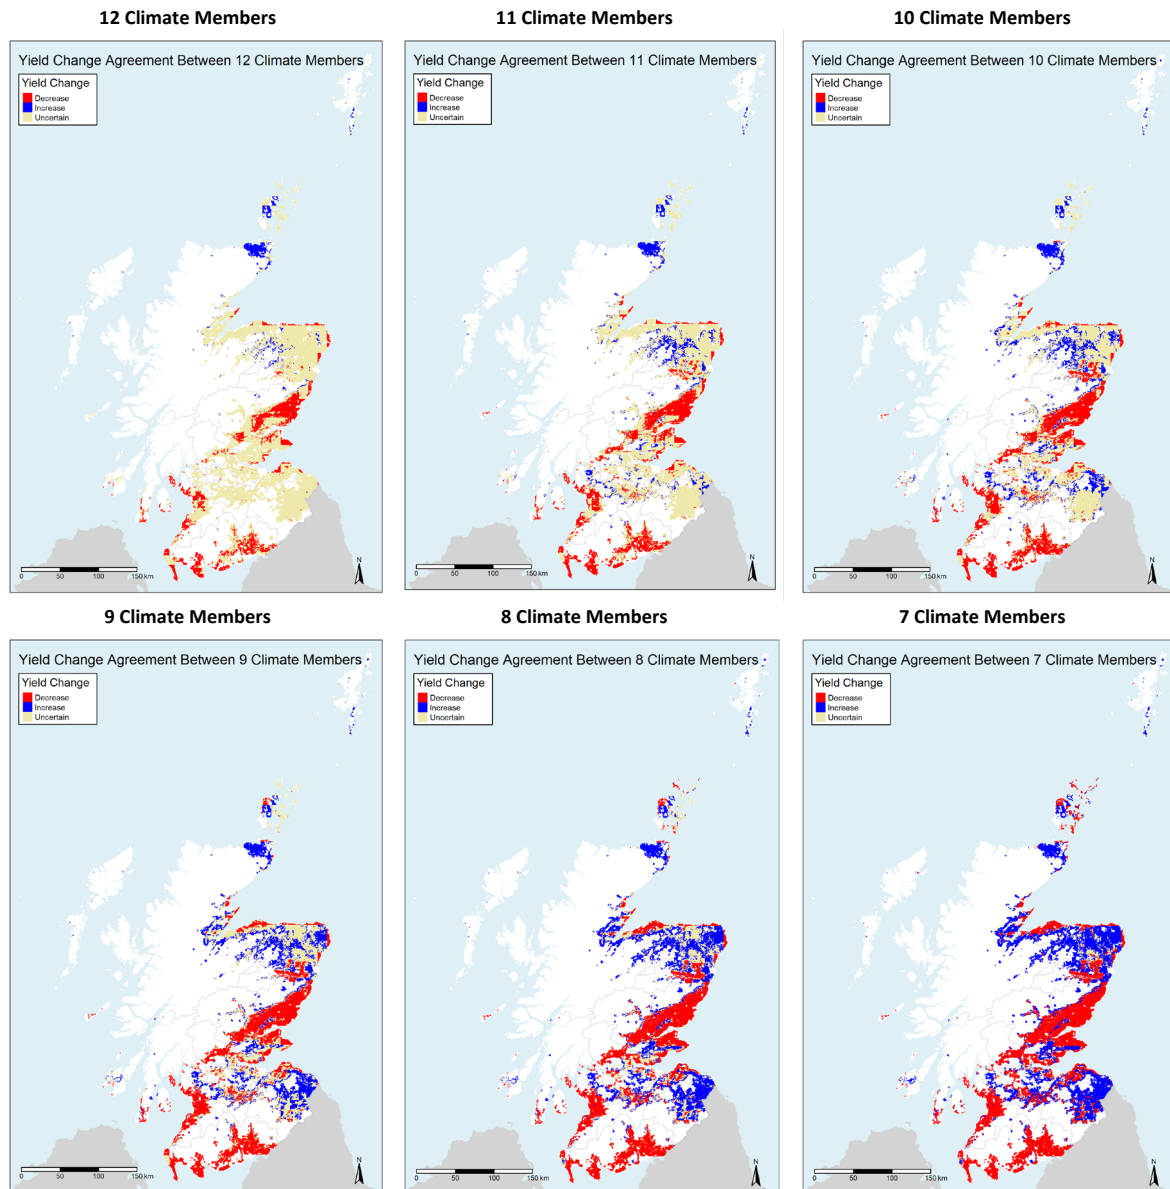 12 Climate Members
11 Climate Members
10 Climate Members
Yield Change Agreement Between 12 Climate Members
Yield Change
Decrease
Increase
Uncertain
0 50 100 150 km
N
Yield Change Agreement Between 11 Climate Members
Yield Change
Decrease
Increase
Uncertain
0 50 100 150 km
N
Yield Change Agreement Between 10 Climate Members
Yield Change
Decrease
Increase
Uncertain
0 50 100 150 km
N
9 Climate Members
8 Climate Members
7 Climate Members
Yield Change Agreement Between 9 Climate Members
Yield Change
Decrease
Increase
Uncertain
0 50 100 150 km
N
Yield Change Agreement Between 8 Climate Members
Yield Change
Decrease
Increase
Uncertain
0 50 100 150 km
N
Yield Change Agreement Between 7 Climate Members
Yield Change
Decrease
Increase
Uncertain
0 50 100 150 km
N